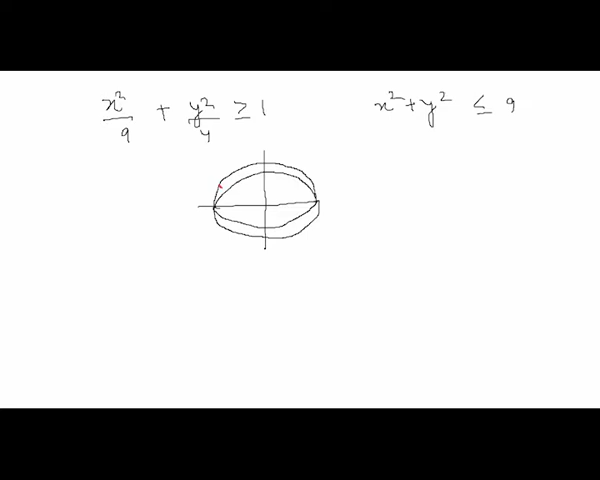 x²/9 + y²/4 ≥ 1
x² + y² ≤ 9